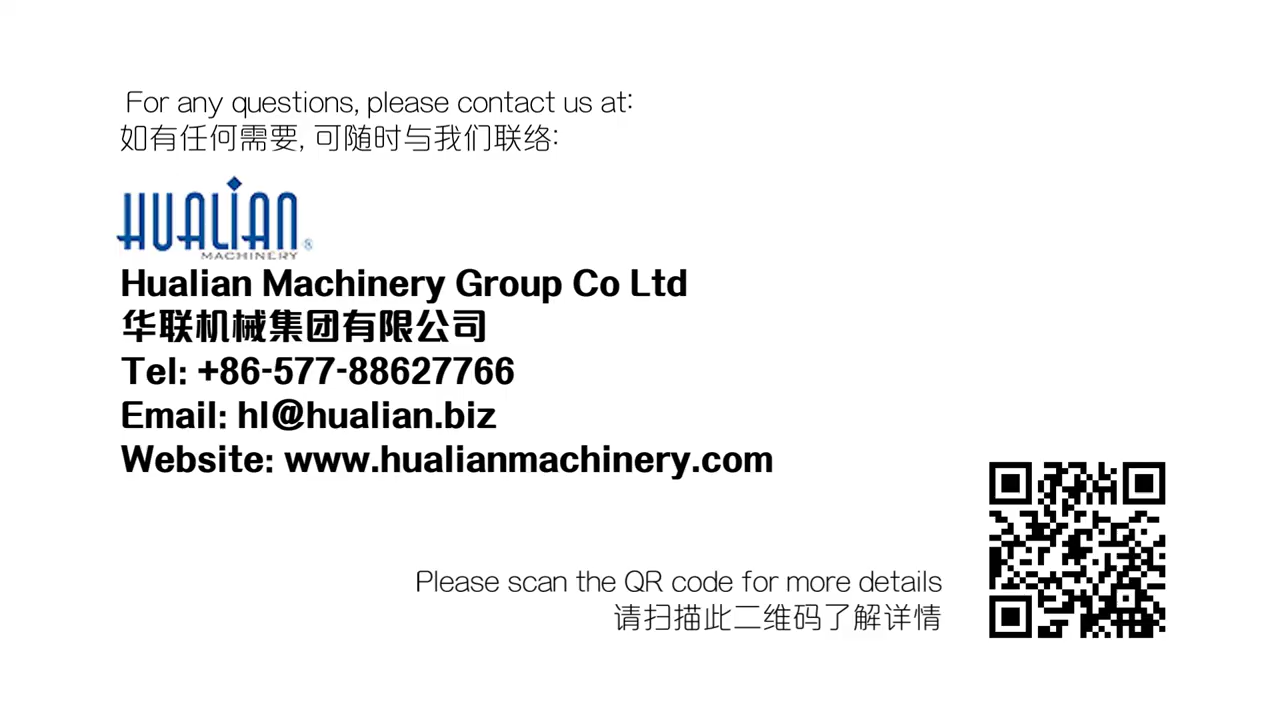 For any questions, please contact us at:
如有任何需要, 可随时与我们联络:
HUALIAN®
MACHINERY
Hualian Machinery Group Co Ltd
华联机械集团有限公司
Tel: +86-577-88627766
Email: hl@hualian.biz
Website: www.hualianmachinery.com
Please scan the QR code for more details
请扫描此二维码了解详情